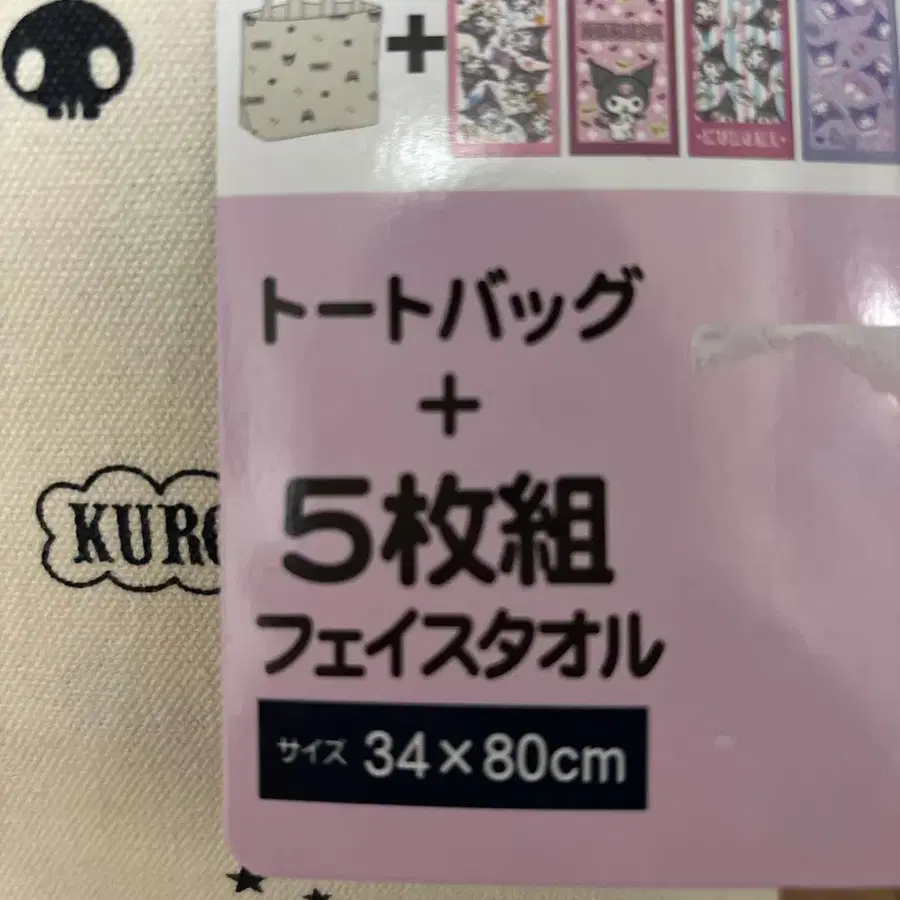 トートバッグ
+
5枚組
フェイスタオル
サイズ 34×80cm
KURO